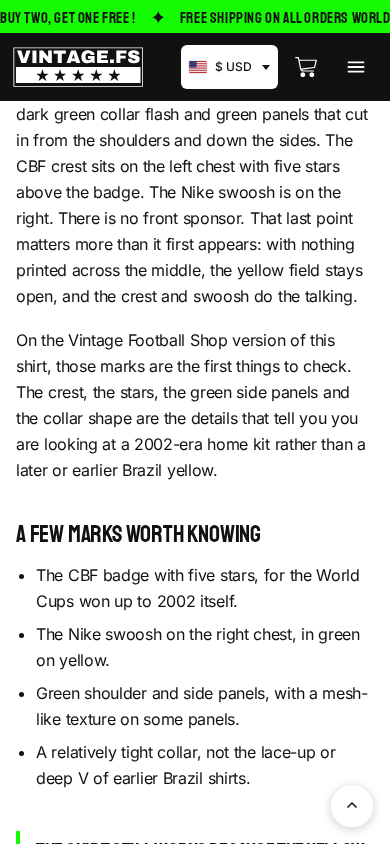 BUY TWO, GET ONE FREE! ✦ FREE SHIPPING ON ALL ORDERS WORLD
VINTAGE.FS
★ ★ ★ ★ ★
$ USD
dark green collar flash and green panels that cut
in from the shoulders and down the sides. The
CBF crest sits on the left chest with five stars
above the badge. The Nike swoosh is on the
right. There is no front sponsor. That last point
matters more than it first appears: with nothing
printed across the middle, the yellow field stays
open, and the crest and swoosh do the talking.
On the Vintage Football Shop version of this
shirt, those marks are the first things to check.
The crest, the stars, the green side panels and
the collar shape are the details that tell you you
are looking at a 2002-era home kit rather than a
later or earlier Brazil yellow.
A FEW MARKS WORTH KNOWING
• The CBF badge with five stars, for the World
Cups won up to 2002 itself.
• The Nike swoosh on the right chest, in green
on yellow.
• Green shoulder and side panels, with a mesh-
like texture on some panels.
• A relatively tight collar, not the lace-up or
deep V of earlier Brazil shirts.